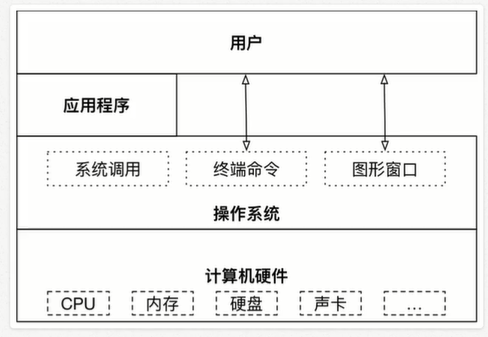 用户
应用程序
系统调用 终端命令 图形窗口
操作系统
计算机硬件
CPU 内存 硬盘 声卡 ...